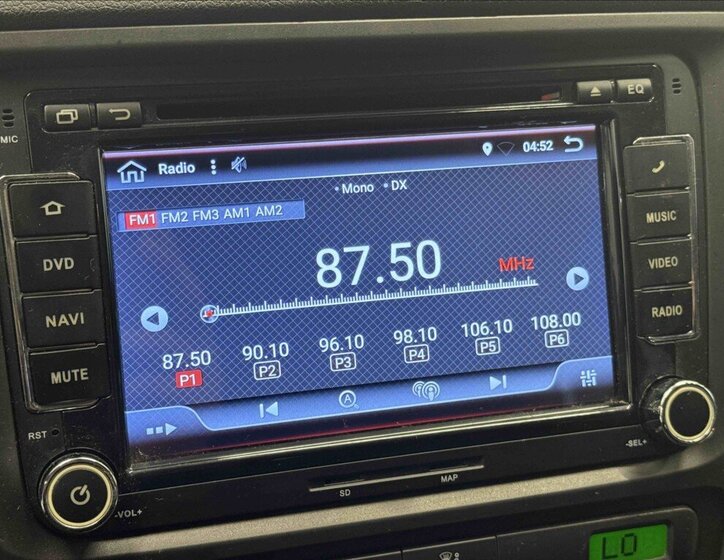 EQ
MIC
Radio
04:52
Mono DX
MUSIC
FM1 FM2 FM3 AM1 AM2
DVD
87.50
MHz
VIDEO
NAVI
RADIO
87.50 90.10 96.10 98.10 106.10 108.00
P1 P2 P3 P4 P5 P6
MUTE
A
RST
-SEL+
SD
MAP
-VOL+
LO